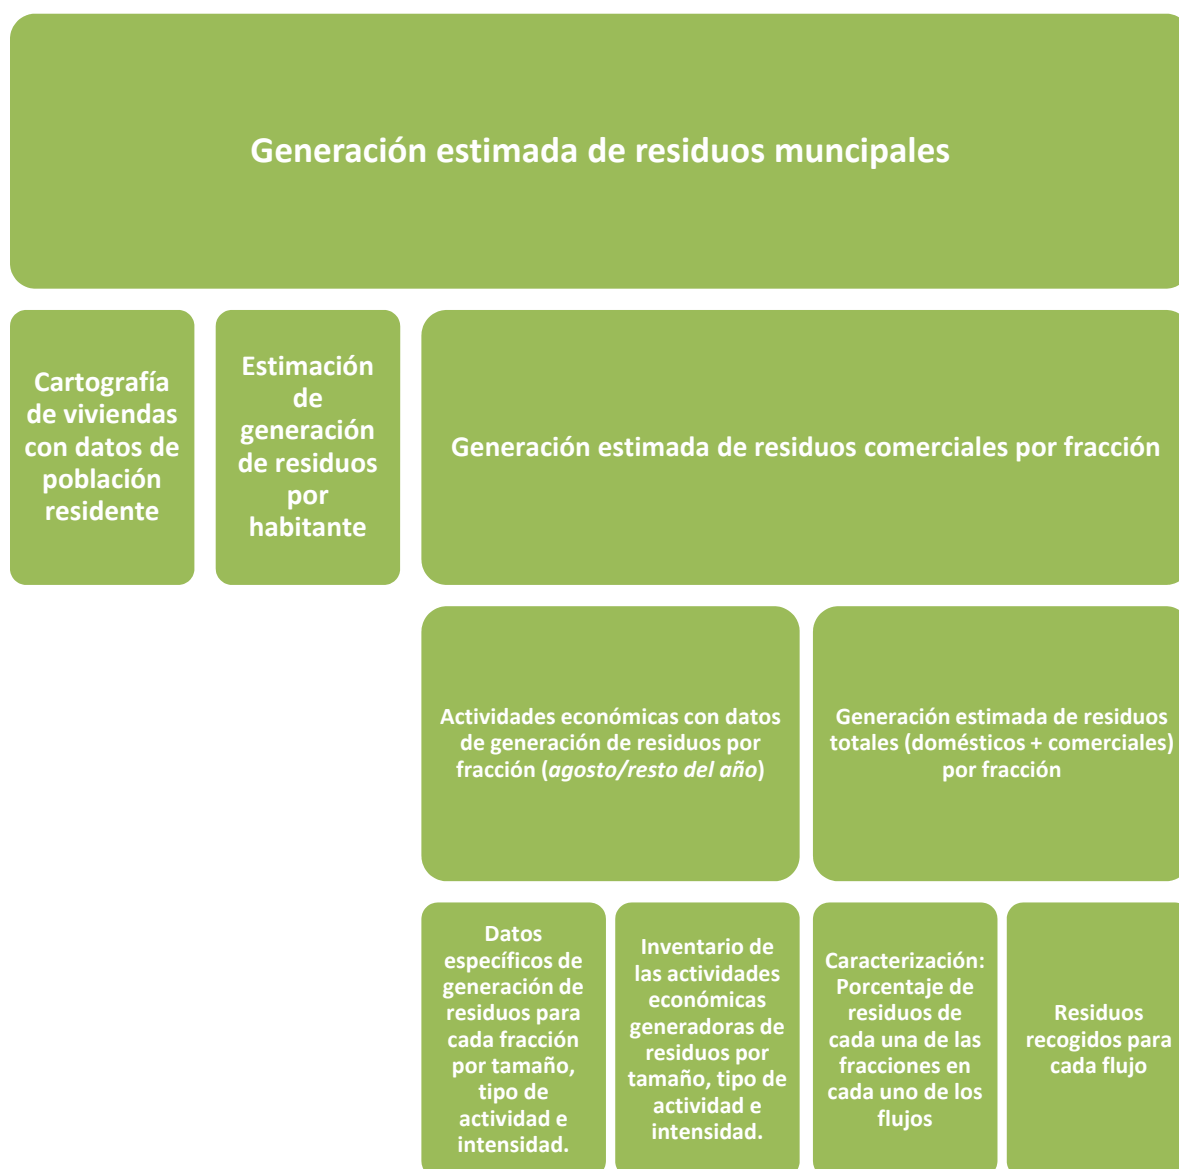 Generación estimada de residuos muncipales
Cartografía
de viviendas
con datos de
población
residente
Estimación
de
generación
de residuos
por
habitante
Generación estimada de residuos comerciales por fracción
Actividades económicas con datos
de generación de residuos por
fracción (agosto/resto del año)
Generación estimada de residuos
totales (domésticos + comerciales)
por fracción
Datos
específicos de
generación de
residuos para
cada fracción
por tamaño,
tipo de
actividad e
intensidad.
Inventario de
las actividades
económicas
generadoras de
residuos por
tamaño, tipo de
actividad e
intensidad.
Caracterización:
Porcentaje de
residuos de
cada una de las
fracciones en
cada uno de los
flujos
Residuos
recogidos para
cada flujo